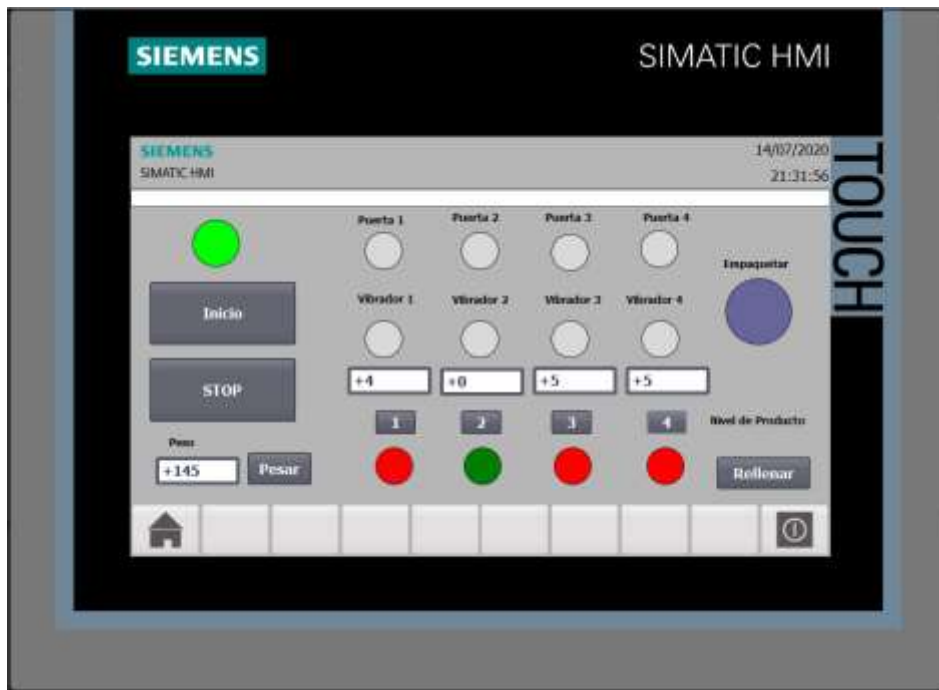 SIEMENS
SIMATIC HMI
SIEMENS
SIMATIC HMI
14/07/2020
21:31:56
TOUCH
Puerta 1
Puerta 2
Puerta 3
Puerta 4
Empaquetar
Inicio
Vibrador 1
Vibrador 2
Vibrador 3
Vibrador 4
STOP
+4
+0
+5
+5
1
2
3
4
Nivel de Producto
Peso
+145
Pesar
Rellenar